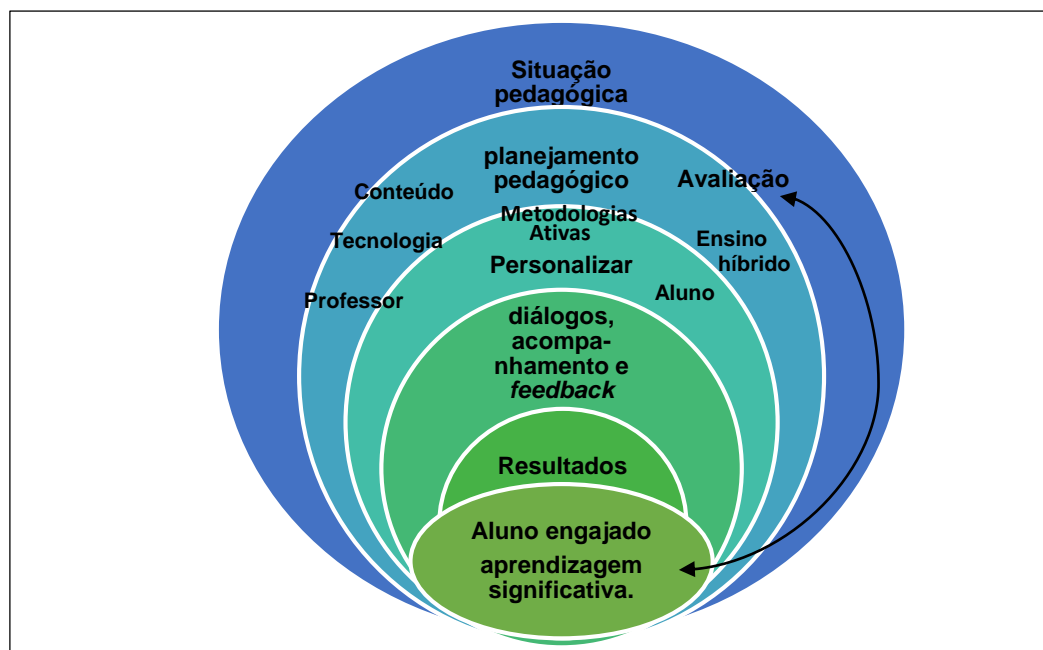 Situação
pedagógica
planejamento
pedagógico
Conteúdo
Avaliação
Metodologias
Ativas
Tecnologia
Ensino
híbrido
Personalizar
Professor
Aluno
diálogos,
acompa-
nhamento e
feedback
Resultados
Aluno engajado
aprendizagem
significativa.